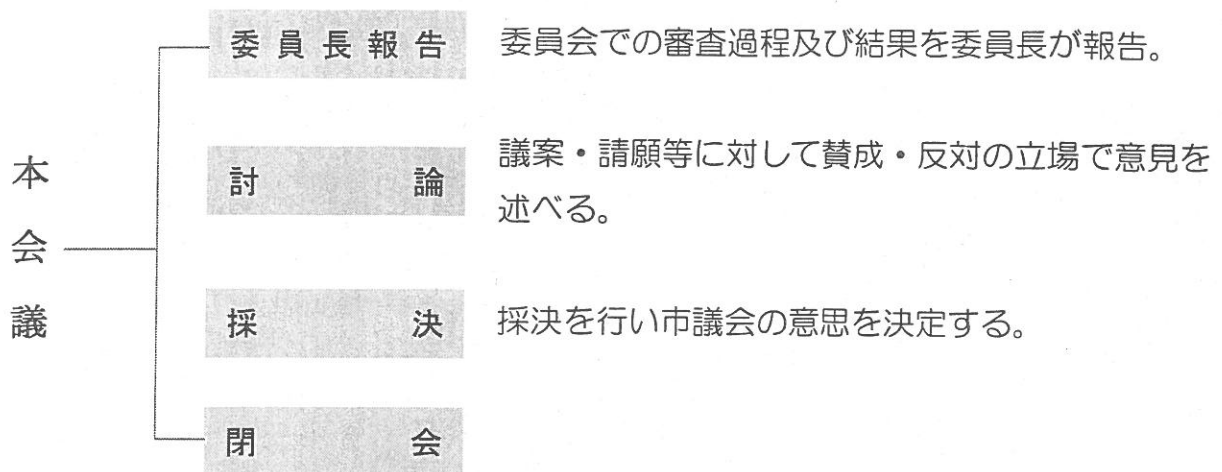 本会議
委員長報告
委員会での審査過程及び結果を委員長が報告。
討論
議案・請願等に対して賛成・反対の立場で意見を
述べる。
採決
採決を行い市議会の意思を決定する。
閉会